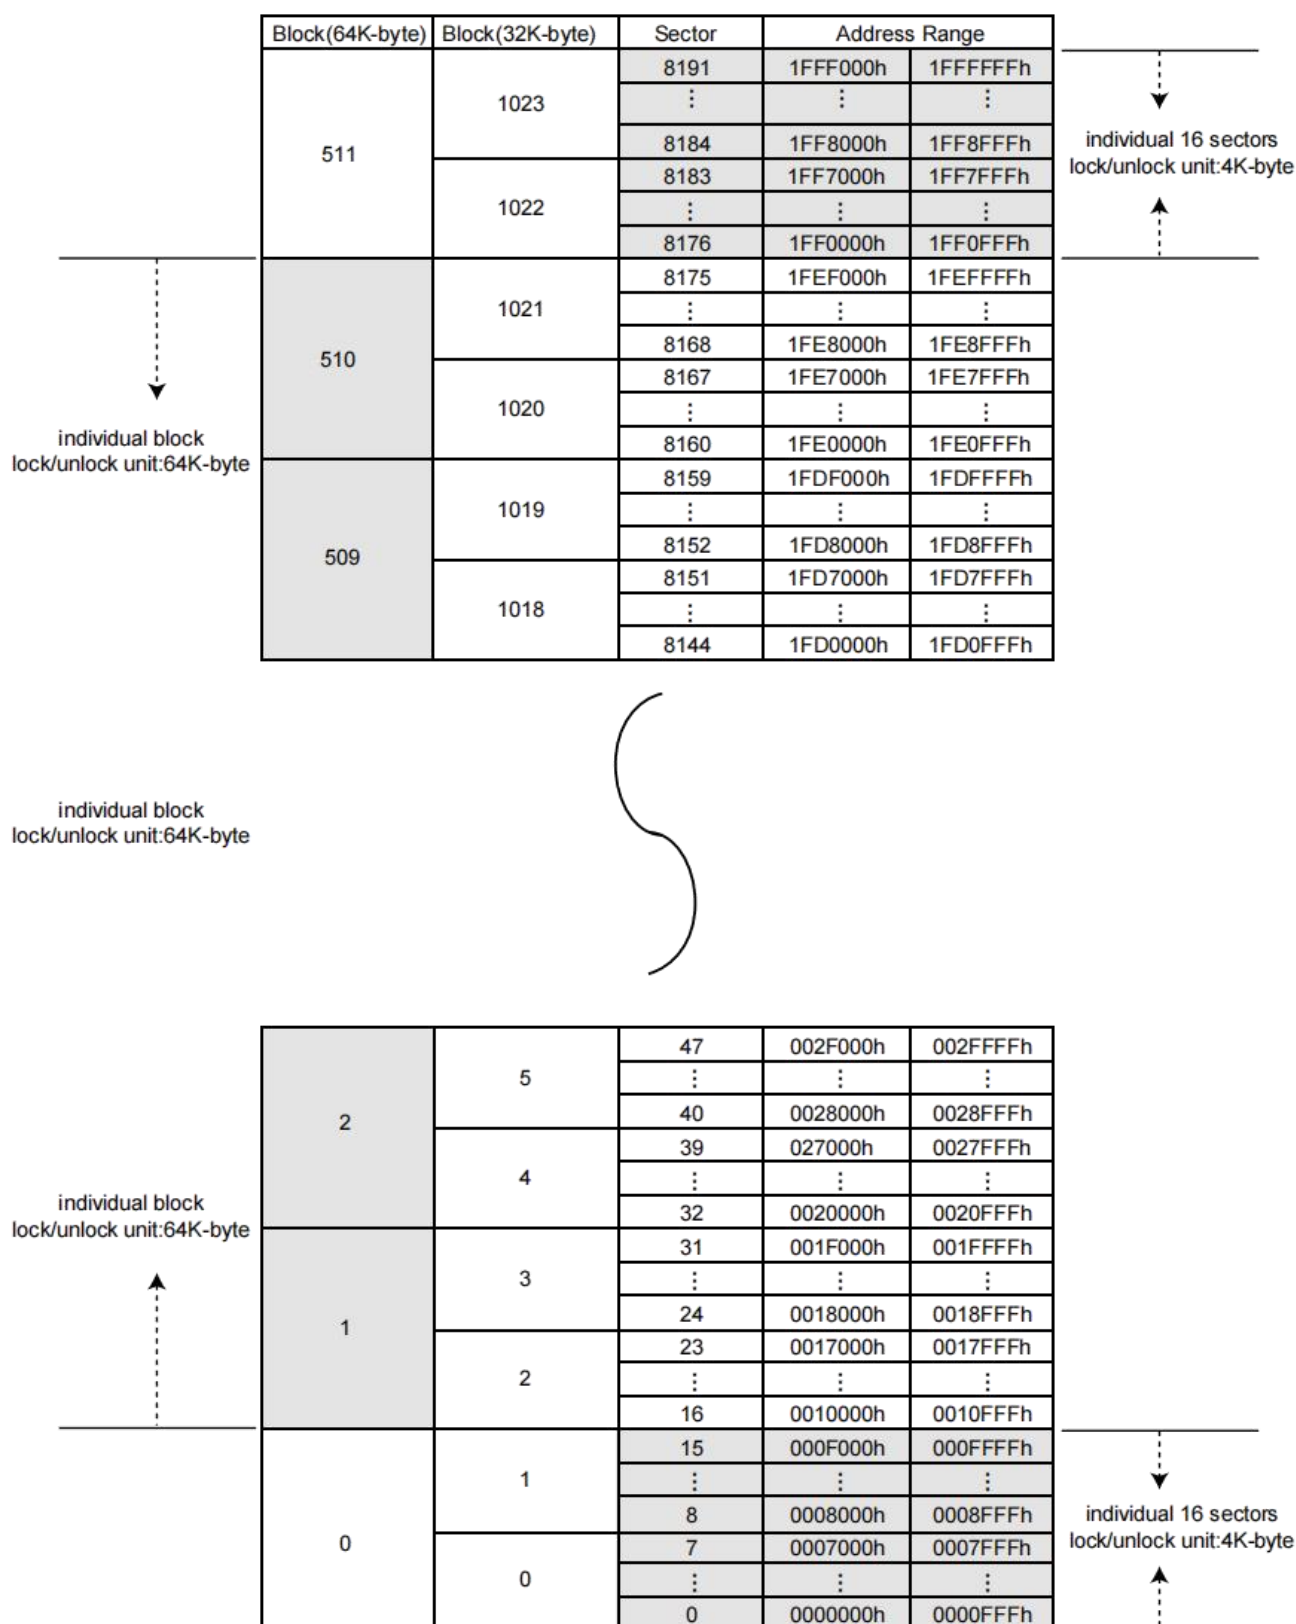 Block(64K-byte) Block(32K-byte) Sector Address Range
8191 1FFF000h 1FFFFFFh
1023
individual 16 sectors
lock/unlock unit:4K-byte
8184 1FF8000h 1FF8FFFh
511
8183 1FF7000h 1FF7FFFh
1022
8176 1FF0000h 1FF0FFFh
8175 1FEF000h 1FEFFFFh
1021
8168 1FE8000h 1FE8FFFh
510
8167 1FE7000h 1FE7FFFh
1020
individual block
lock/unlock unit:64K-byte
8160 1FE0000h 1FE0FFFh
8159 1FDF000h 1FDFFFFh
1019
8152 1FD8000h 1FD8FFFh
509
8151 1FD7000h 1FD7FFFh
1018
8144 1FD0000h 1FD0FFFh
individual block
lock/unlock unit:64K-byte
47 002F000h 002FFFFh
5
40 0028000h 0028FFFh
2
39 027000h 0027FFFh
4
individual block
lock/unlock unit:64K-byte
32 0020000h 0020FFFh
31 001F000h 001FFFFh
3
24 0018000h 0018FFFh
1
23 0017000h 0017FFFh
2
16 0010000h 0010FFFh
15 000F000h 000FFFFh
1
individual 16 sectors
lock/unlock unit:4K-byte
8 0008000h 0008FFFh
0
7 0007000h 0007FFFh
0
0 0000000h 0000FFFh